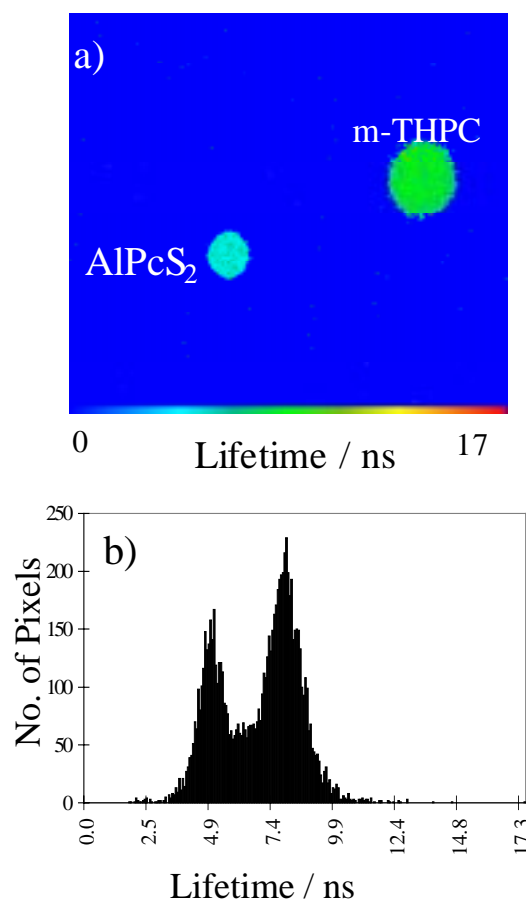 a)
m-THPC
AlPcS₂
0 17
Lifetime / ns
b)
No. of Pixels
250
200
150
100
50
0
0.0 2.5 4.9 7.4 9.9 12.4 14.8 17.3
Lifetime / ns